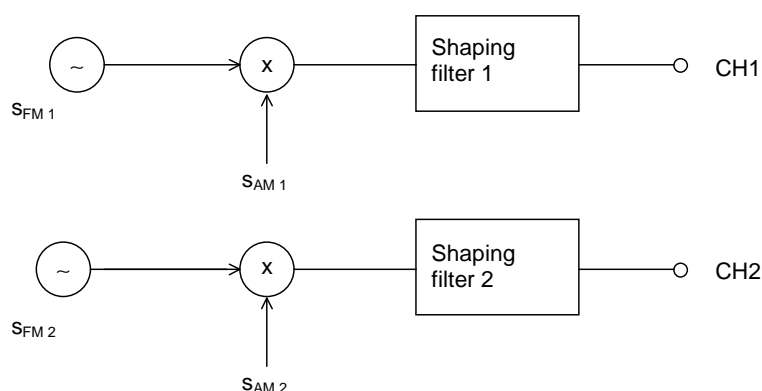 Shaping
filter 1
~
x
CH1
sFM 1
sAM 1
Shaping
filter 2
~
x
CH2
sFM 2
sAM 2